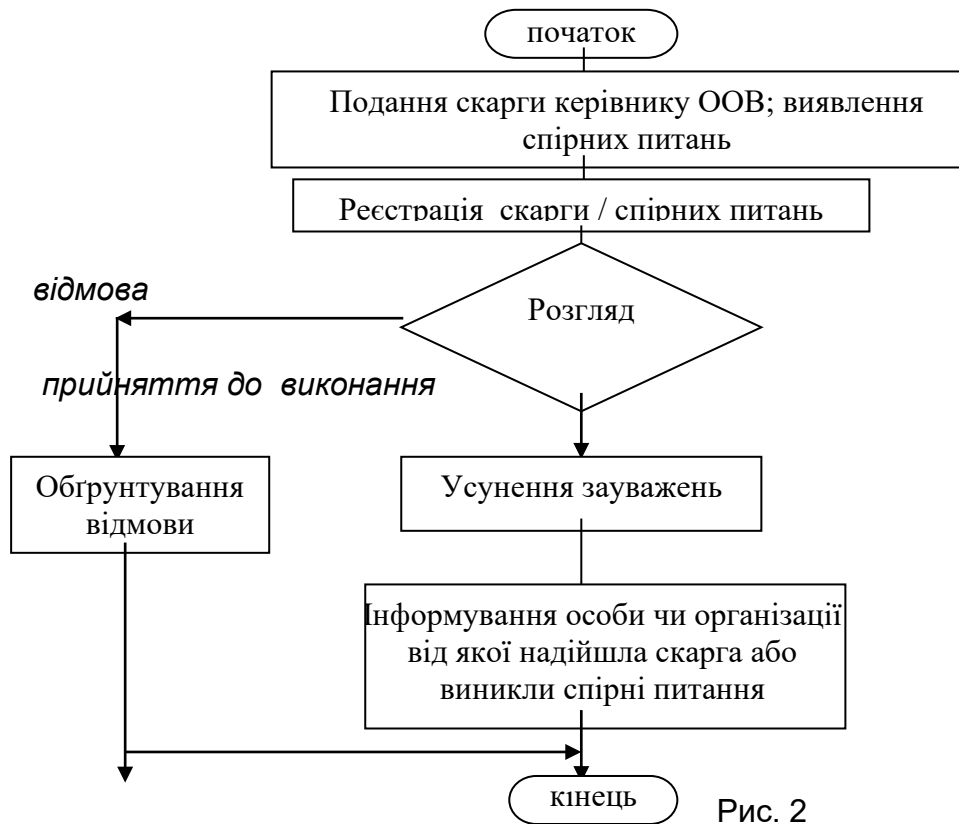 початок
Подання скарги керівнику ООВ; виявлення
спірних питань
Реєстрація скарги / спірних питань
відмова
Розгляд
прийняття до виконання
Обґрунтування
відмови
Усунення зауважень
Інформування особи чи організації
від якої надійшла скарга або
виникли спірні питання
кінець
Рис. 2